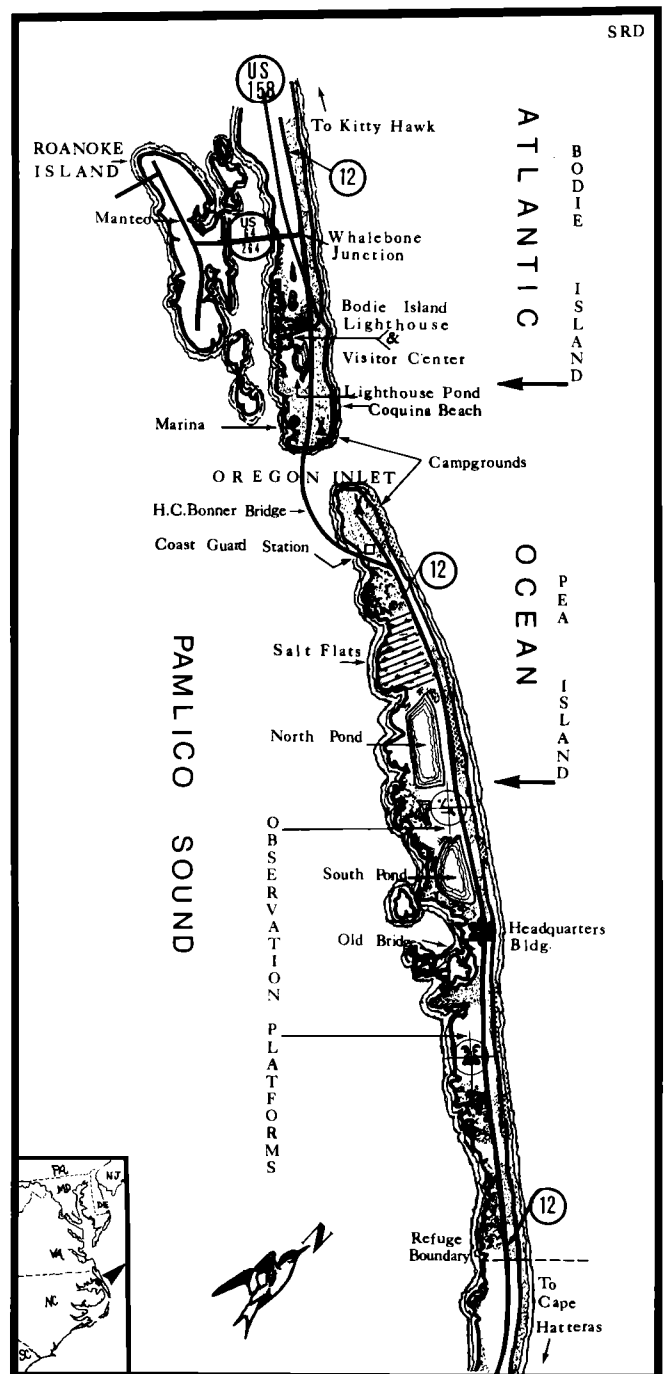 SRD
US
158
To Kitty Hawk
ROANOKE
ISLAND
12
ATLANTIC
BODIE ISLAND
Manteo
US
264
Whalebone
Junction
Bodie Island
Lighthouse
&
Visitor Center
Lighthouse Pond
Coquina Beach
Marina
Campgrounds
OREGON INLET
H.C.Bonner Bridge
Coast Guard Station
12
OCEAN
PEA ISLAND
Salt Flats
PAMLICO SOUND
North Pond
OBSERVATION PLATFORMS
South Pond
Headquarters
Bldg.
Old Bridge
PA
NJ
MD
DE
VA
NC
SC
N
12
Refuge
Boundary
To
Cape
Hatteras